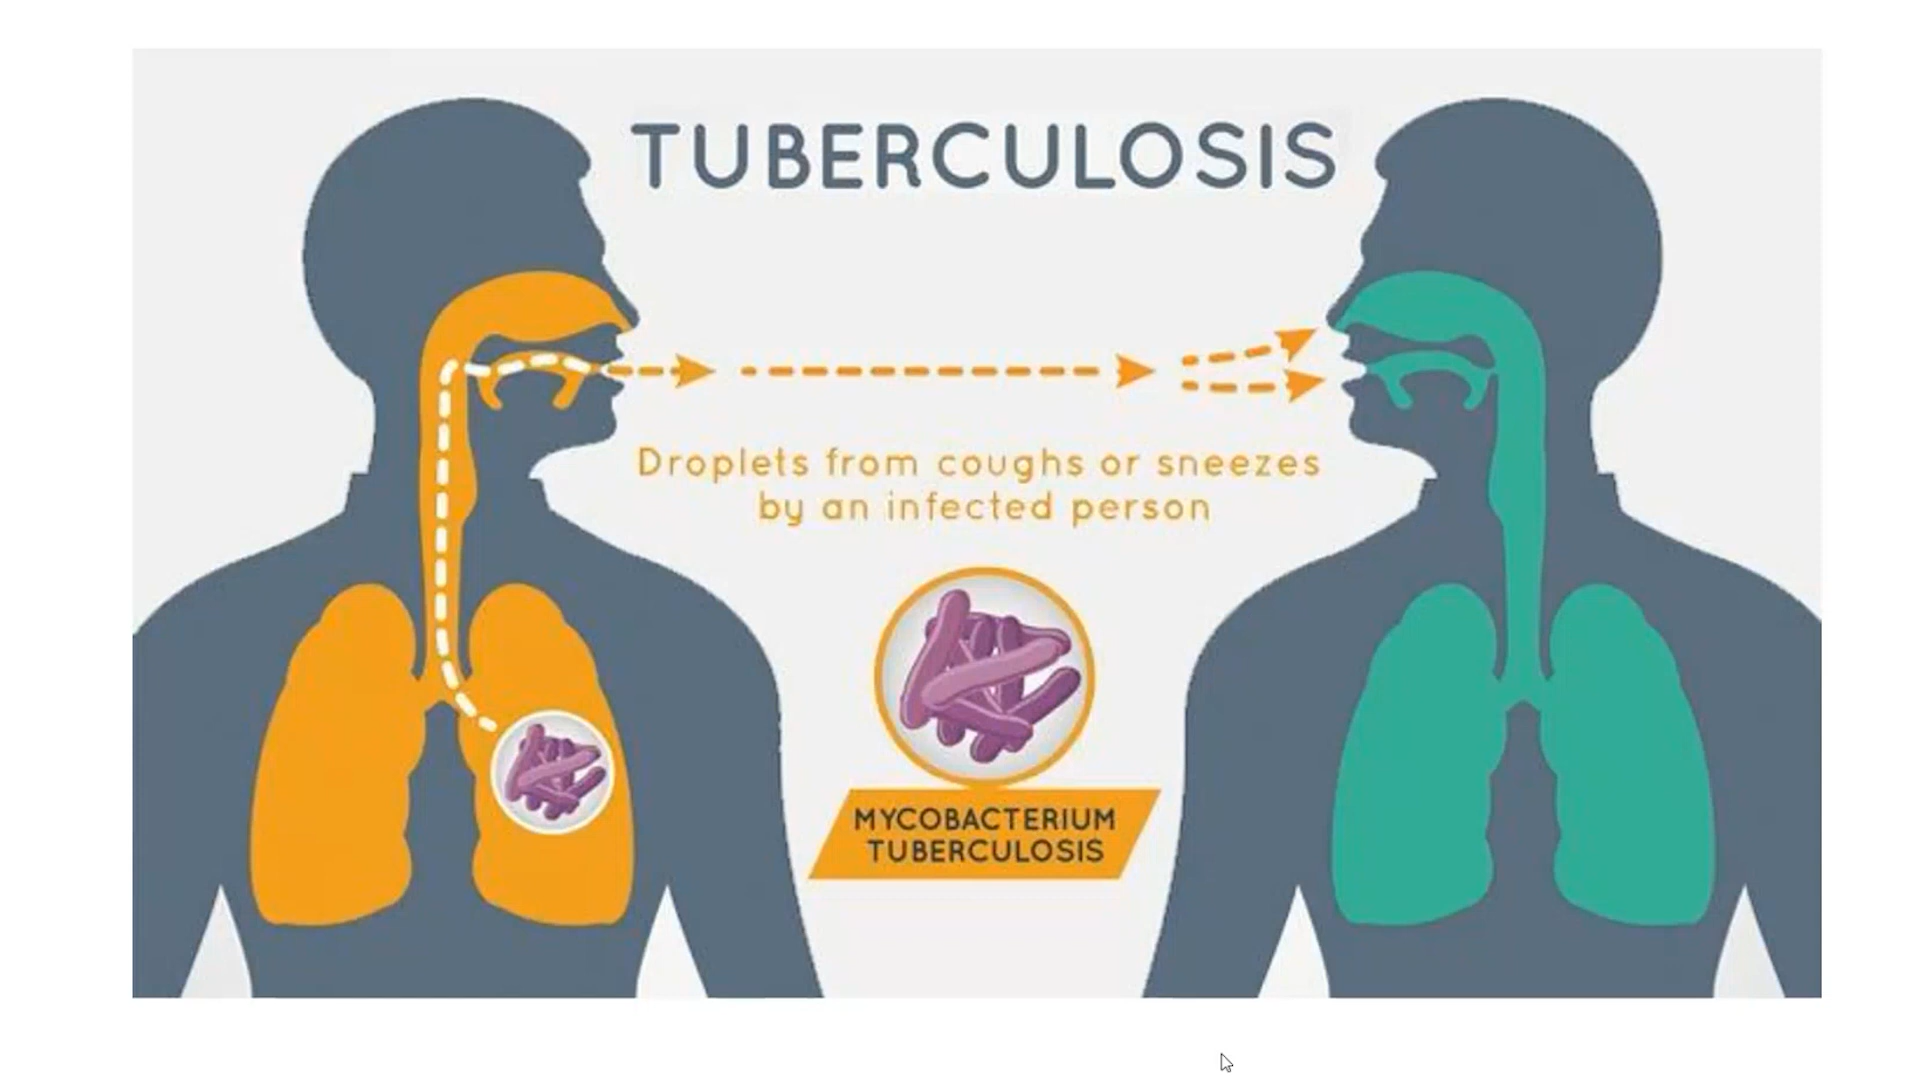 TUBERCULOSIS
Droplets from coughs or sneezes
by an infected person
MYCOBACTERIUM
TUBERCULOSIS